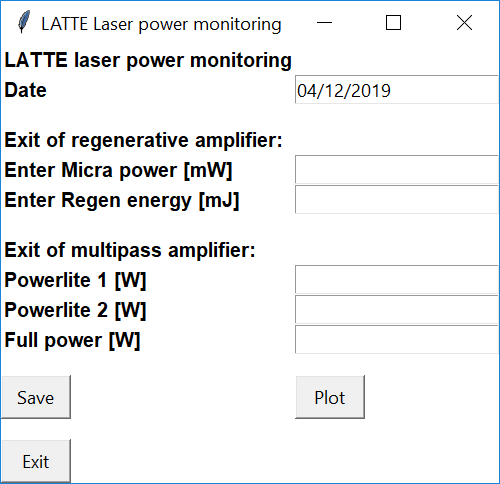 LATTE Laser power monitoring
LATTE laser power monitoring
Date 04/12/2019
Exit of regenerative amplifier:
Enter Micra power [mW]
Enter Regen energy [mJ]
Exit of multipass amplifier:
Powerlite 1 [W]
Powerlite 2 [W]
Full power [W]
Save Plot
Exit